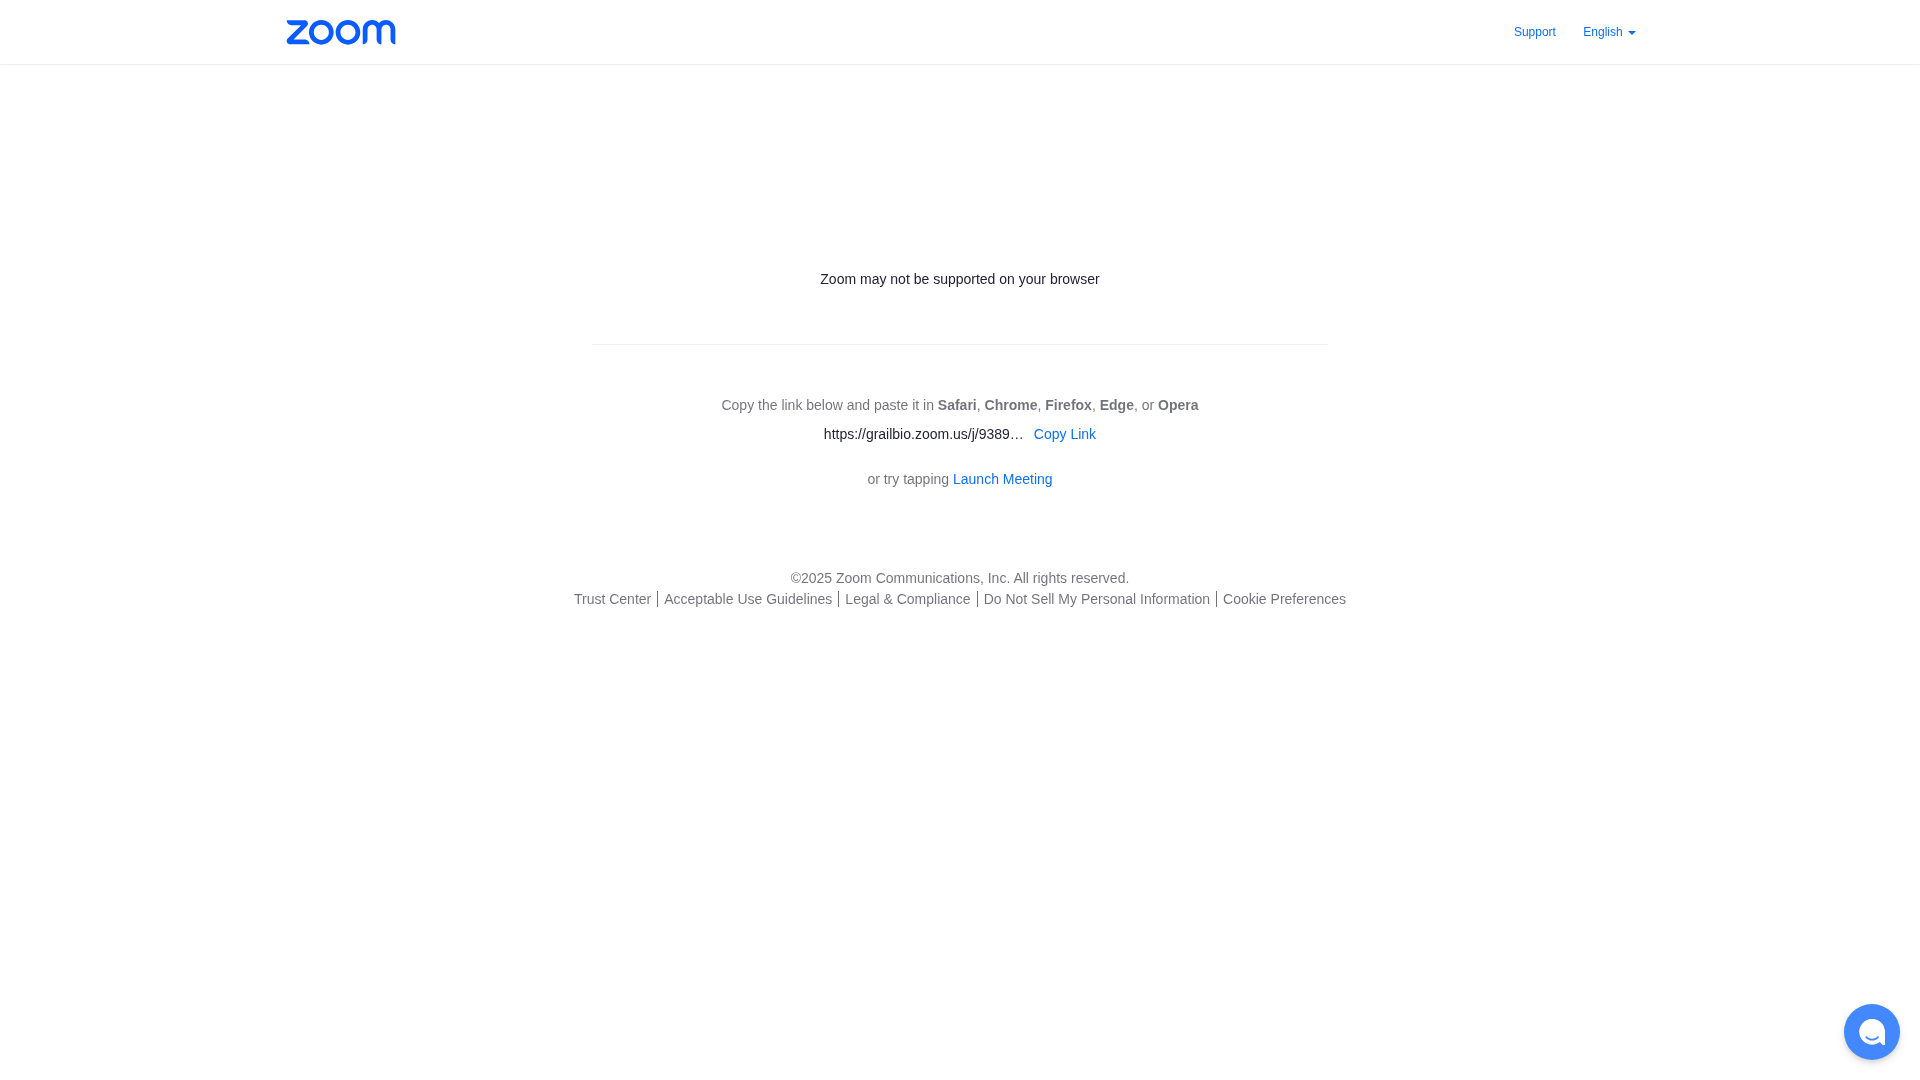 zoom
Support English
Zoom may not be supported on your browser
Copy the link below and paste it in Safari, Chrome, Firefox, Edge, or Opera
https://grailbio.zoom.us/j/9389… Copy Link
or try tapping Launch Meeting
©2025 Zoom Communications, Inc. All rights reserved.
Trust Center Acceptable Use Guidelines Legal & Compliance Do Not Sell My Personal Information Cookie Preferences